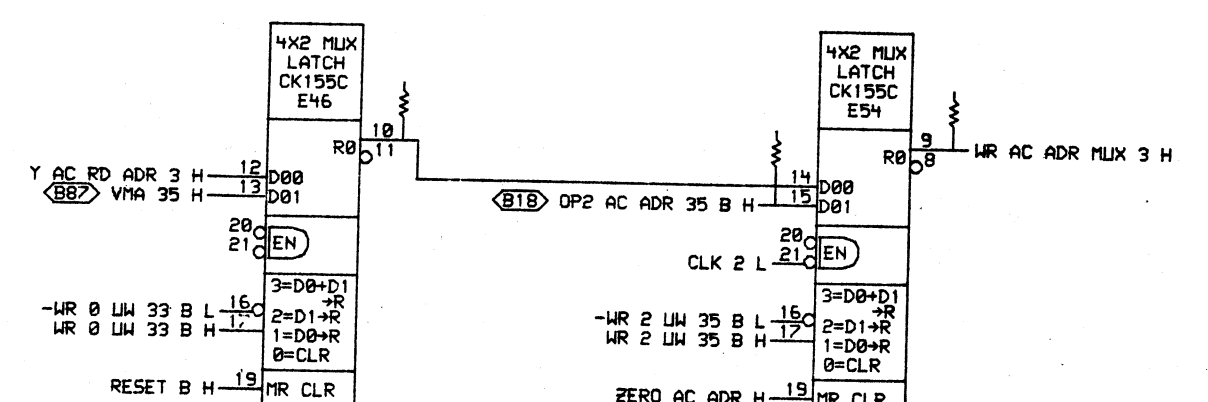 4X2 MUX
LATCH
CK155C
E46
10
R0
11
Y AC RD ADR 3 H
12
D00
B87
VMA 35 H
13
D01
20
21
EN
3=D0+D1
→R
2=D1→R
1=D0→R
0=CLR
-WR 0 UW 33 B L
16
WR 0 UW 33 B H
RESET B H
19
MR CLR
4X2 MUX
LATCH
CK155C
E54
9
R0
8
WR AC ADR MUX 3 H
14
D00
B18
OP2 AC ADR 35 B H
15
D01
20
CLK 2 L
21
EN
3=D0+D1
→R
2=D1→R
1=D0→R
0=CLR
-WR 2 UW 35 B L
16
WR 2 UW 35 B H
17
ZERO AC ADR H
19
MR CLR